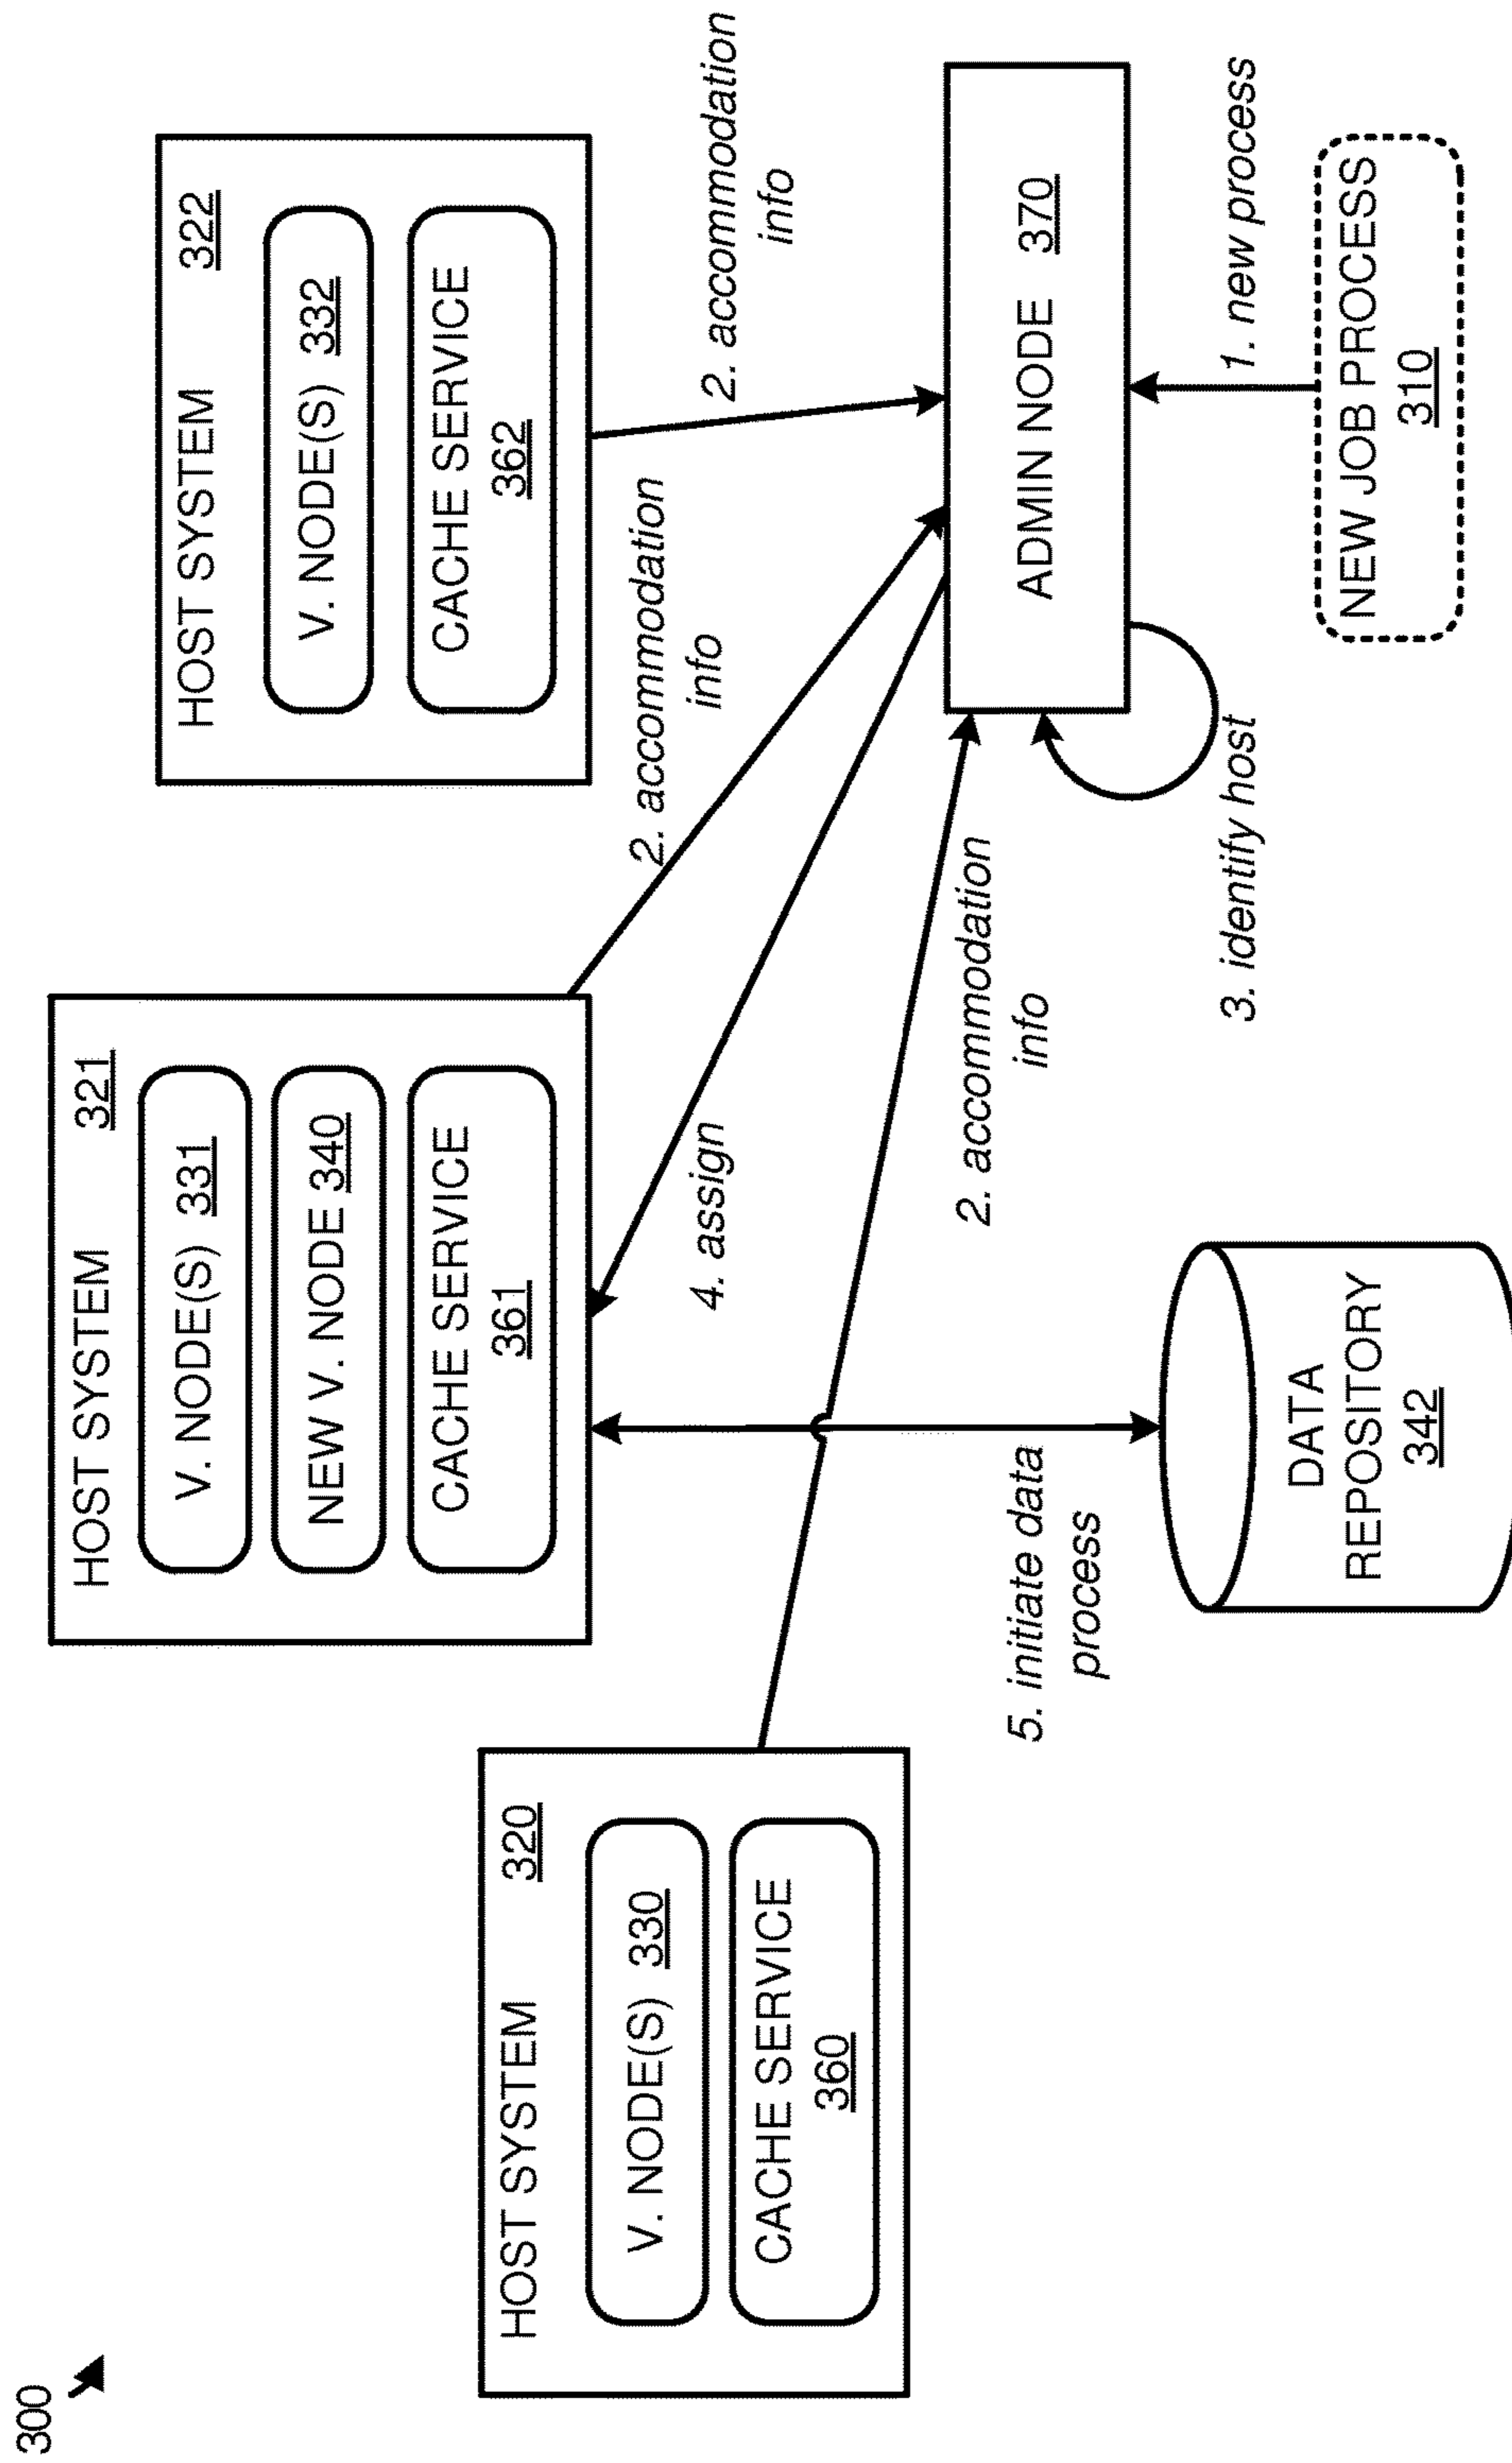 300
HOST SYSTEM 320
V. NODE(S) 330
CACHE SERVICE
360
HOST SYSTEM 321
V. NODE(S) 331
NEW V. NODE 340
CACHE SERVICE
361
HOST SYSTEM 322
V. NODE(S) 332
CACHE SERVICE
362
2. accommodation
info
2. accommodation
info
4. assign
2. accommodation
info
5. initiate data
process
DATA
REPOSITORY
342
ADMIN NODE 370
3. identify host
1. new process
NEW JOB PROCESS
310